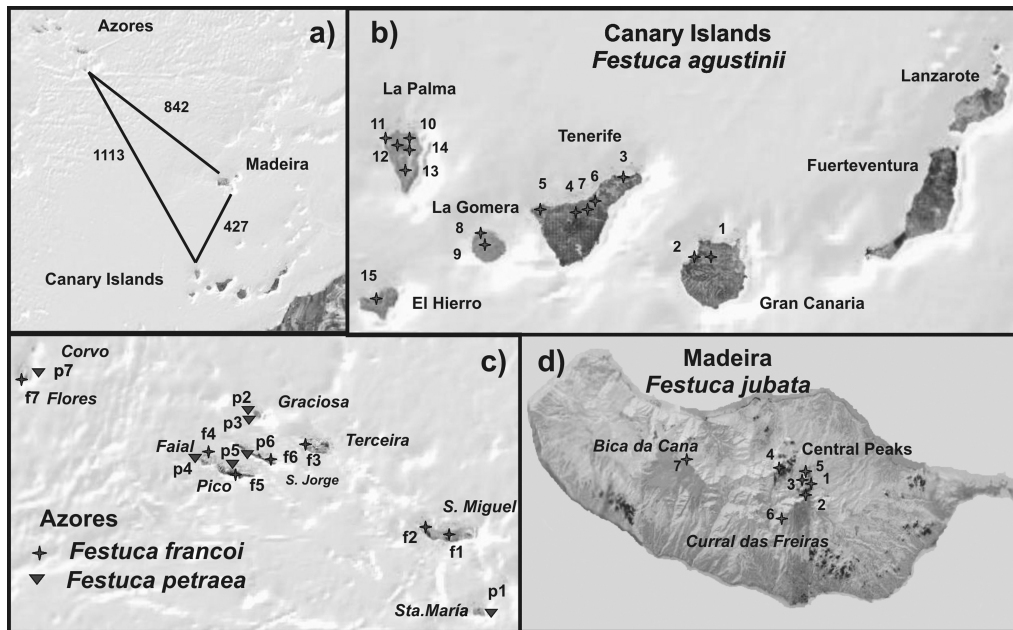 a)
Azores
842
1113
Madeira
427
Canary Islands
b)
Canary Islands
Festuca agustinii
Lanzarote
La Palma
11
10
12
14
13
Tenerife
3
6
5
4
7
Fuerteventura
La Gomera
8
9
1
2
15
El Hierro
Gran Canaria
c)
Corvo
p7
f7 Flores
p2
Graciosa
p3
Faial
f4
p5
p6
Terceira
p4
f6
f3
Pico
f5
S. Jorge
S. Miguel
f2
f1
Azores
Festuca francoi
Festuca petraea
p1
Sta.María
d)
Madeira
Festuca jubata
Bica da Cana
7
4
Central Peaks
5
3
1
2
6
Curral das Freiras